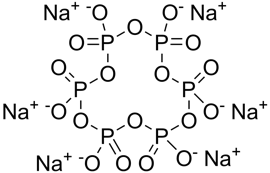 Na⁺ ⁻O O⁻ Na⁺
O
O P P O
O O O O
P P
Na⁺ ⁻O O⁻ Na⁺
O O O
P P
Na⁺ ⁻O O O O⁻ Na⁺